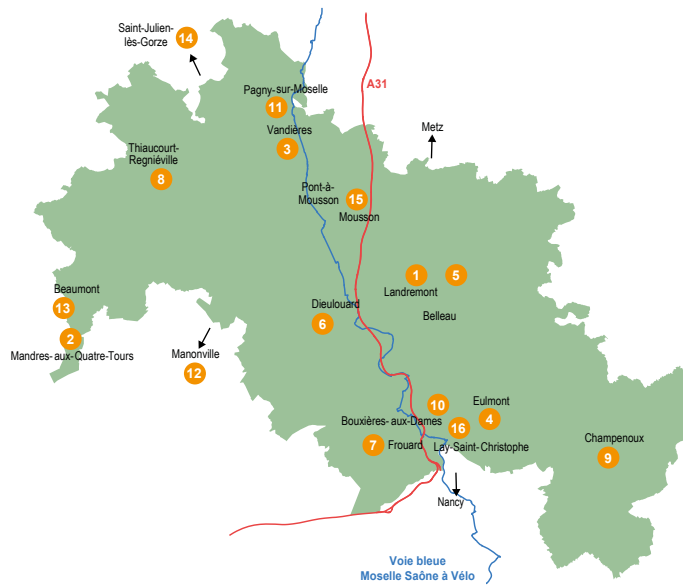 Saint-Julien-
lès-Gorze
14
A31
Pagny-sur-Moselle
11
Vandières
3
Metz
Thiaucourt-
Regniéville
8
Pont-à-
Mousson
15
Mousson
1
5
Landremont
Belleau
Beaumont
13
Dieulouard
6
2
Mandres-aux-Quatre-Tours
Manonville
12
10
Eulmont
4
Bouxières-aux-Dames
16
Lay-Saint-Christophe
7
Frouard
Champenoux
9
Nancy
Voie bleue
Moselle Saône à Vélo